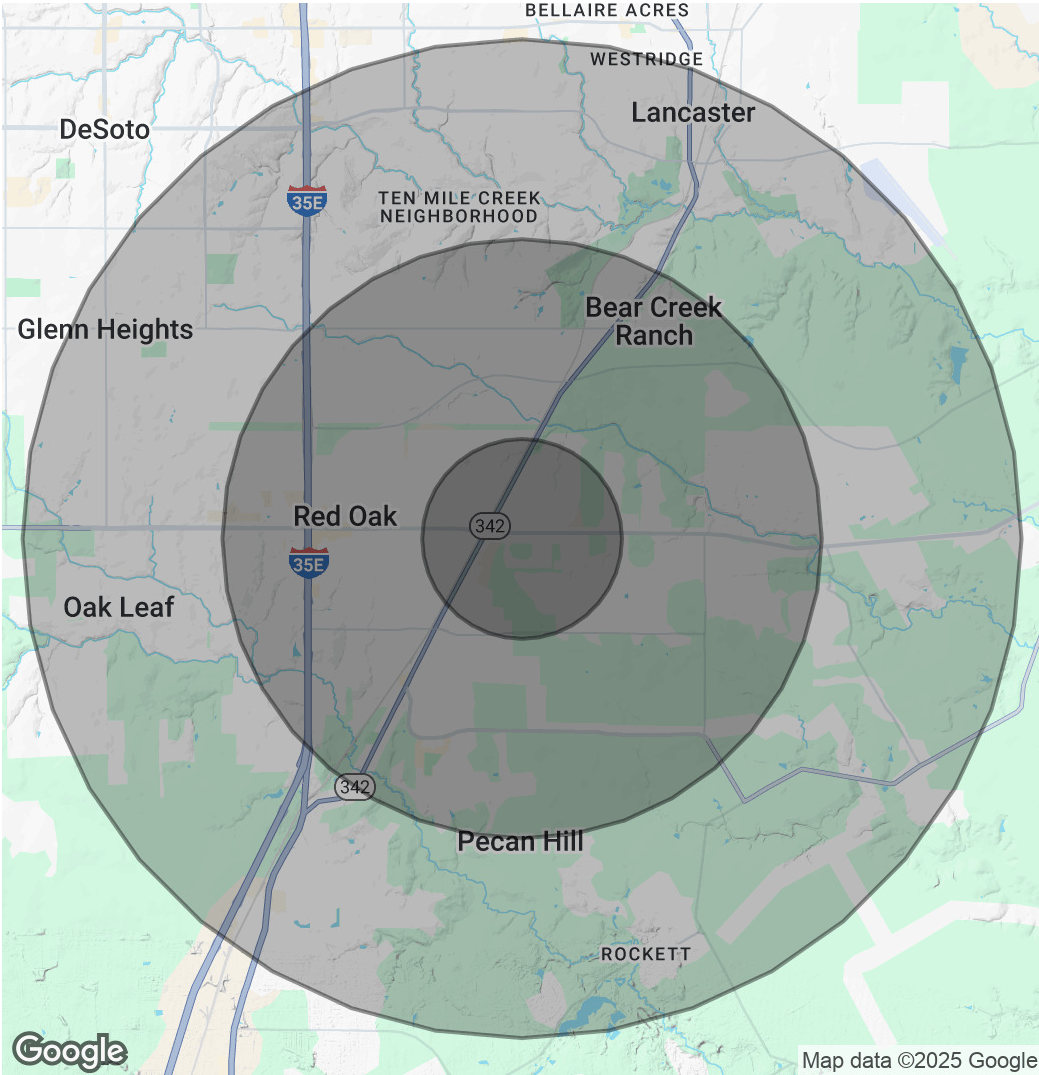 BELLAIRE ACRES
WESTRIDGE
Lancaster
DeSoto
35E
TEN MILE CREEK
NEIGHBORHOOD
Bear Creek
Ranch
Glenn Heights
Red Oak
342
35E
Oak Leaf
342
Pecan Hill
ROCKETT
Google
Map data ©2025 Google